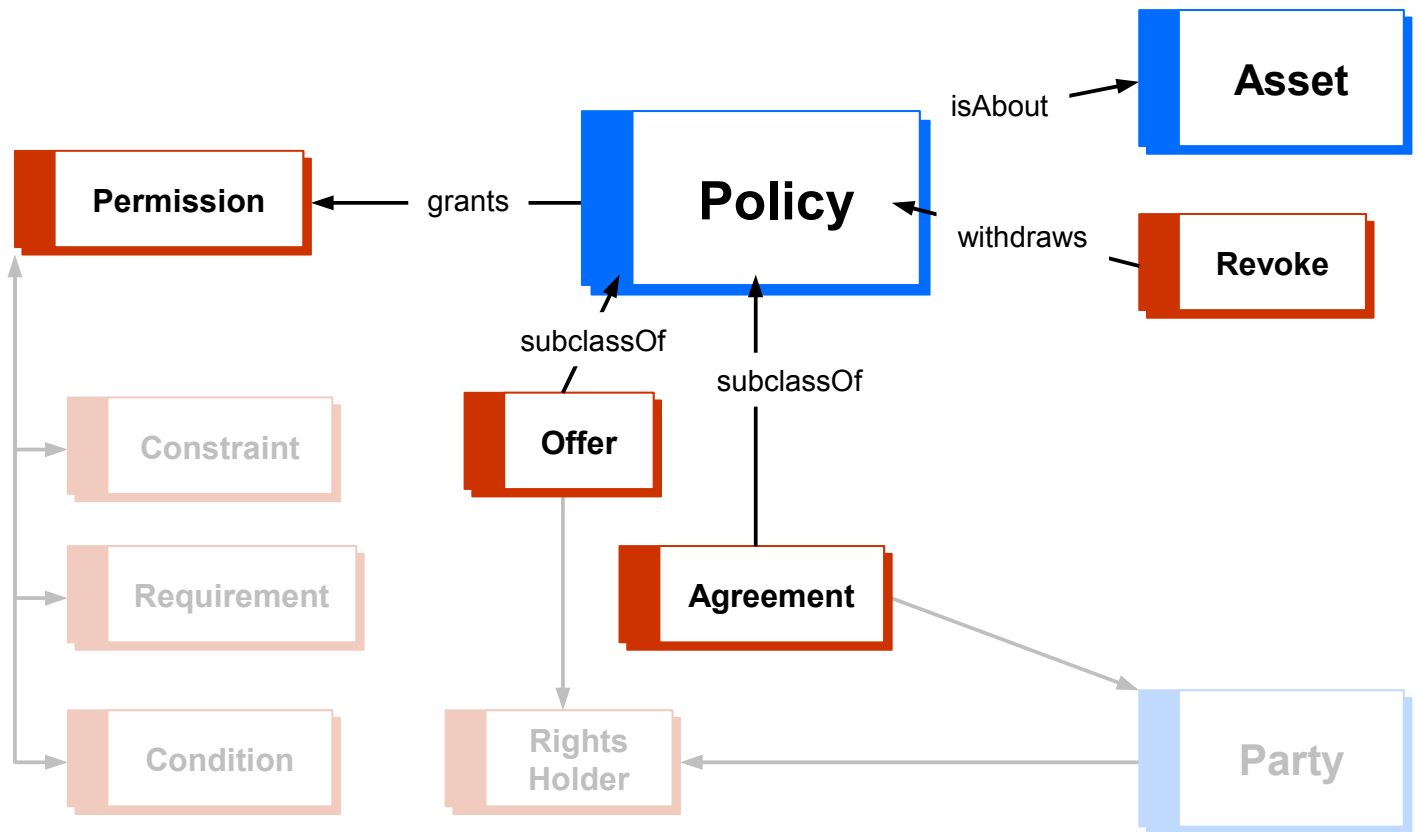 Asset
isAbout
Policy
Permission
grants
withdraws
Revoke
subclassOf
subclassOf
Constraint
Offer
Requirement
Agreement
Rights
Holder
Condition
Party